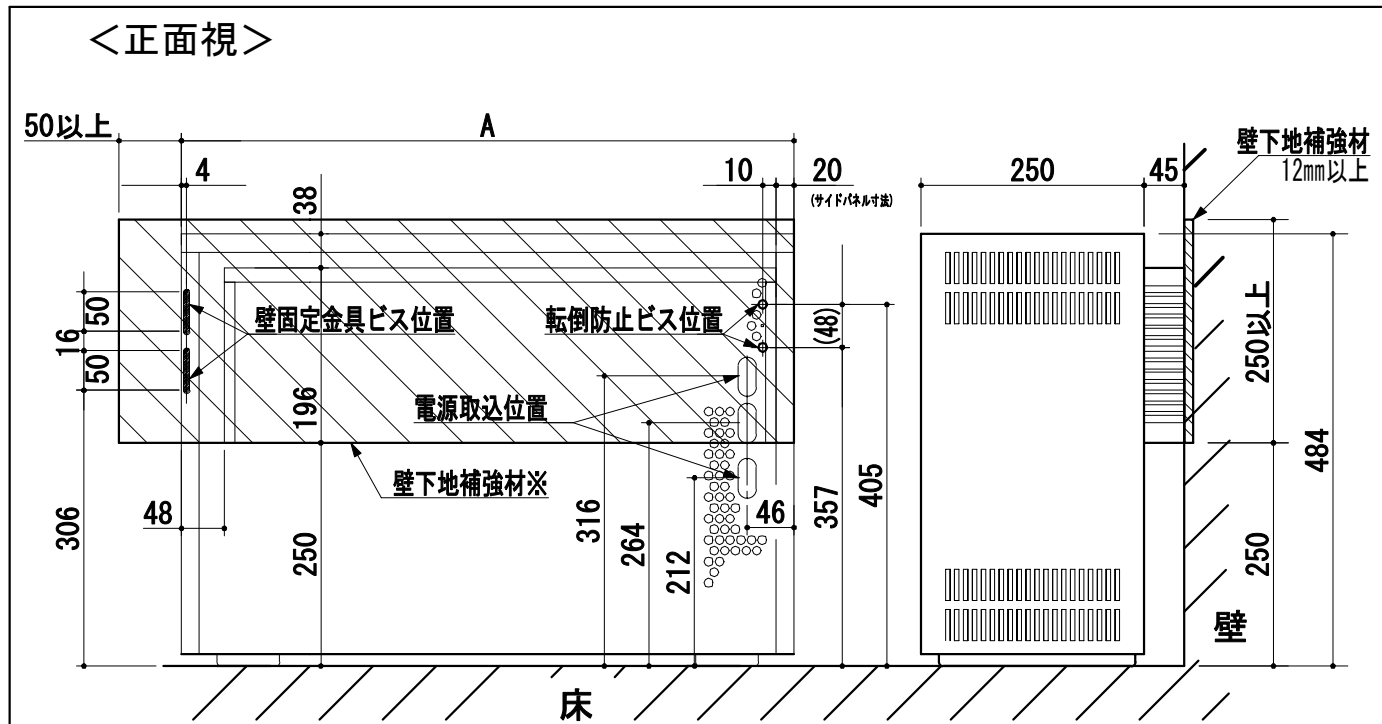 <正面視>
50以上
A
4
38
10
20
(サイドパネル寸法)
250
45
壁下地補強材
12mm以上
50
16
50
壁固定金具ビス位置
転倒防止ビス位置
(48)
250以上
484
196
電源取込位置
壁下地補強材※
48
306
250
316
264
212
46
357
405
250
壁
床